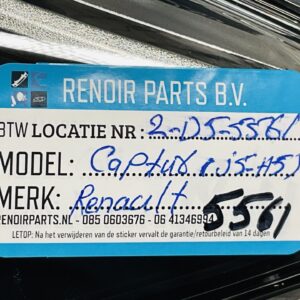 RENOIR PARTS B.V.
BTW LOCATIE NR: 2-D5-5561
MODEL: Captur (J5-H5)
MERK: Renault
5561
RENOIRPARTS.NL - 085 0603676 - 06 41346994
LETOP: Na het verwijderen van de sticker vervalt de garantie/retourbeleid van 14 dagen